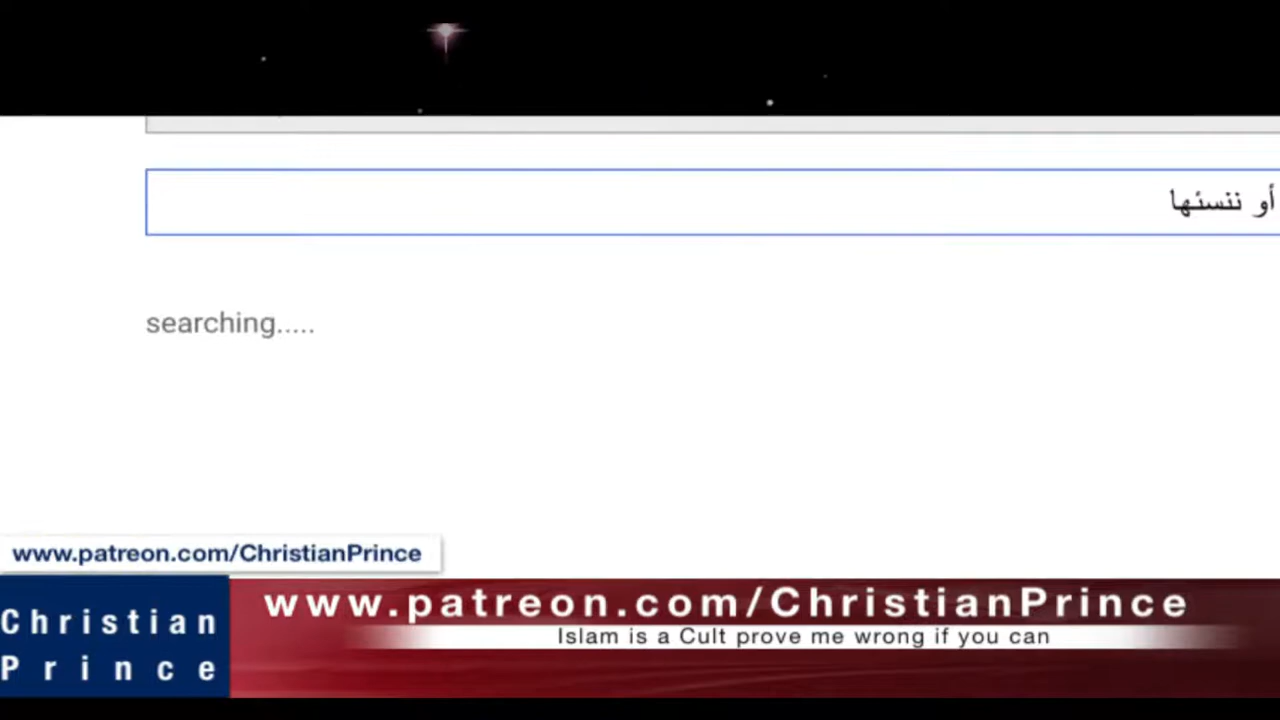 أو ننسئها
searching.....
www.patreon.com/ChristianPrince
www.patreon.com/ChristianPrince
Islam is a Cult prove me wrong if you can
Christian
Prince